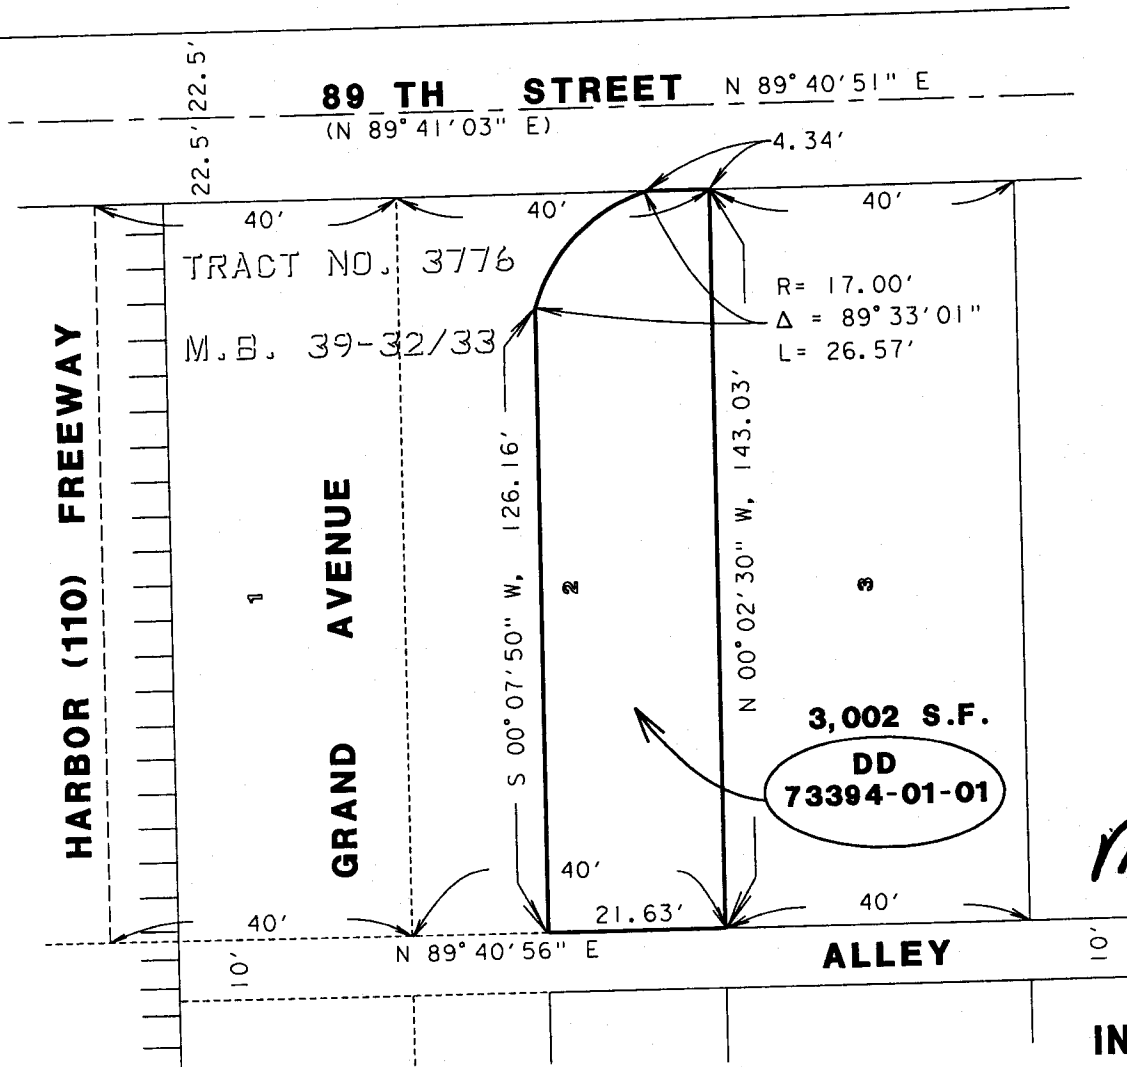 22.5'
22.5'
89 TH STREET
N 89° 40'51" E
(N 89° 41'03" E)
4.34'
40'
40'
40'
TRACT NO. 3776
M.B. 39-32/33
R= 17.00'
Δ = 89° 33'01"
L= 26.57'
HARBOR (110) FREEWAY
GRAND AVENUE
S 00° 07'50" W, 126.16'
N 00° 02'30" W, 143.03'
1
2
3
3,002 S.F.
DD
73394-01-01
40'
40'
21.63'
40'
N 89° 40'56" E
ALLEY
10'
10'
IN